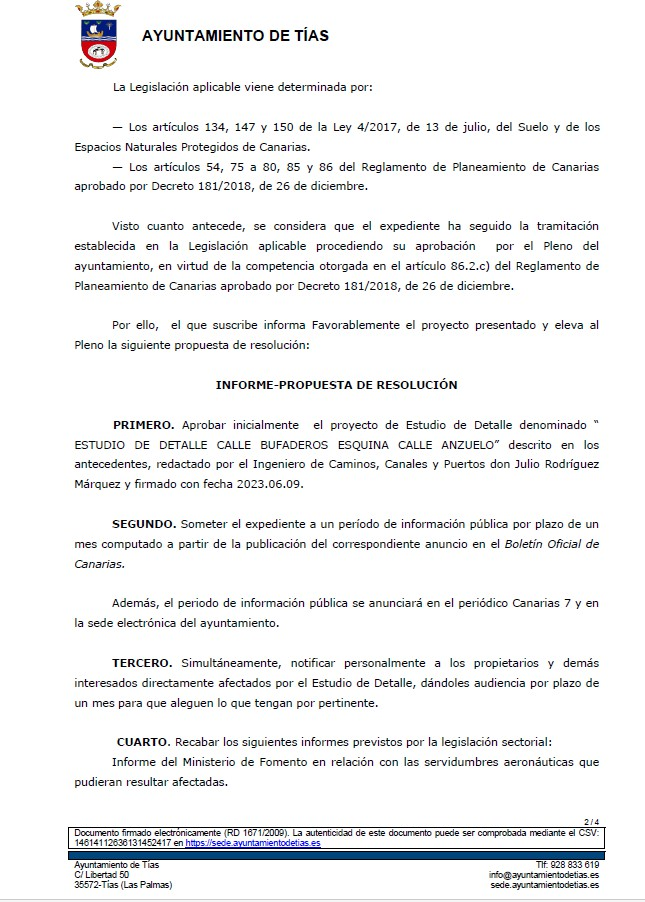 AYUNTAMIENTO DE TÍAS
La Legislación aplicable viene determinada por:
— Los artículos 134, 147 y 150 de la Ley 4/2017, de 13 de julio, del Suelo y de los
Espacios Naturales Protegidos de Canarias.
— Los artículos 54, 75 a 80, 85 y 86 del Reglamento de Planeamiento de Canarias
aprobado por Decreto 181/2018, de 26 de diciembre.
Visto cuanto antecede, se considera que el expediente ha seguido la tramitación
establecida en la Legislación aplicable procediendo su aprobación por el Pleno del
ayuntamiento, en virtud de la competencia otorgada en el artículo 86.2.c) del Reglamento de
Planeamiento de Canarias aprobado por Decreto 181/2018, de 26 de diciembre.
Por ello, el que suscribe informa Favorablemente el proyecto presentado y eleva al
Pleno la siguiente propuesta de resolución:
INFORME-PROPUESTA DE RESOLUCIÓN
PRIMERO. Aprobar inicialmente el proyecto de Estudio de Detalle denominado “
ESTUDIO DE DETALLE CALLE BUFADEROS ESQUINA CALLE ANZUELO” descrito en los
antecedentes, redactado por el Ingeniero de Caminos, Canales y Puertos don Julio Rodríguez
Márquez y firmado con fecha 2023.06.09.
SEGUNDO. Someter el expediente a un período de información pública por plazo de un
mes computado a partir de la publicación del correspondiente anuncio en el Boletín Oficial de
Canarias.
Además, el periodo de información pública se anunciará en el periódico Canarias 7 y en
la sede electrónica del ayuntamiento.
TERCERO. Simultáneamente, notificar personalmente a los propietarios y demás
interesados directamente afectados por el Estudio de Detalle, dándoles audiencia por plazo de
un mes para que aleguen lo que tengan por pertinente.
CUARTO. Recabar los siguientes informes previstos por la legislación sectorial:
Informe del Ministerio de Fomento en relación con las servidumbres aeronáuticas que
pudieran resultar afectadas.
2 / 4
Documento firmado electrónicamente (RD 1671/2009). La autenticidad de este documento puede ser comprobada mediante el CSV:
14614112636131452417 en https://sede.ayuntamientodetias.es
Ayuntamiento de Tías
C/ Libertad 50
35572-Tías (Las Palmas)
Tlf: 928 833 619
info@ayuntamientodetias.es
sede.ayuntamientodetias.es